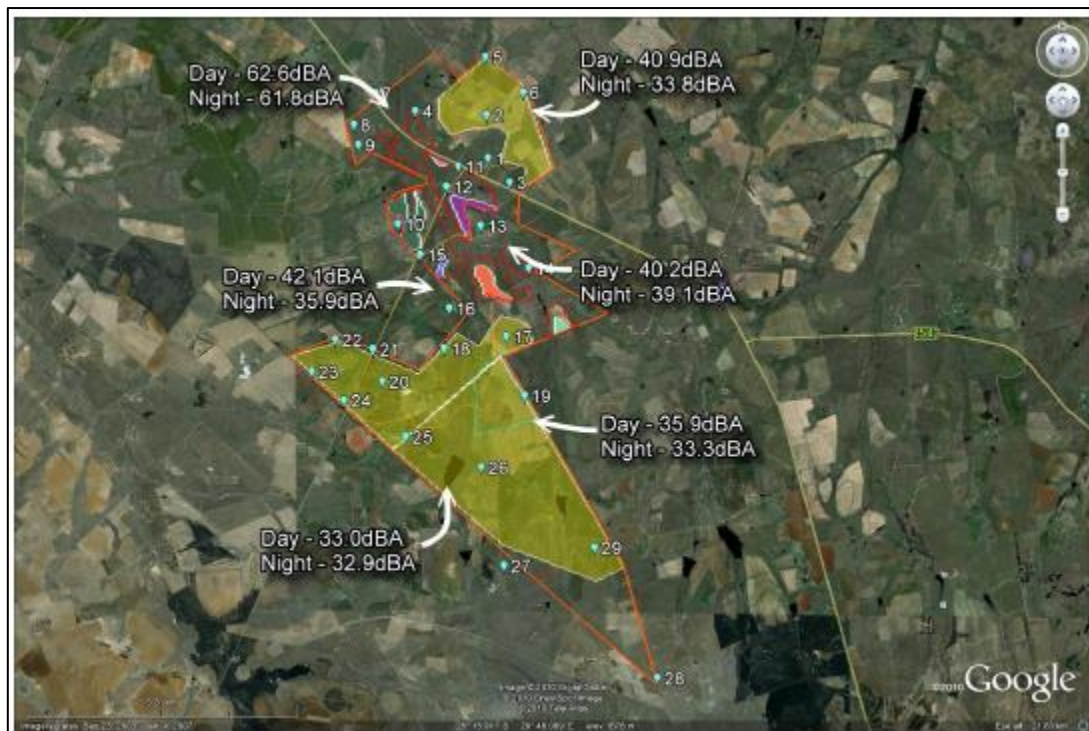 5
Day - 62.6dBA
Night - 61.8dBA
Day - 40.9dBA
Night - 33.8dBA
7
6
4
2
8
9
1
11
3
12
10
13
15
14
Day - 42.1dBA
Night - 35.9dBA
Day - 40.2dBA
Night - 39.1dBA
16
17
22
21
18
23
20
24
19
25
Day - 35.9dBA
Night - 33.3dBA
26
Day - 33.0dBA
Night - 32.9dBA
29
27
28
©2010 Google